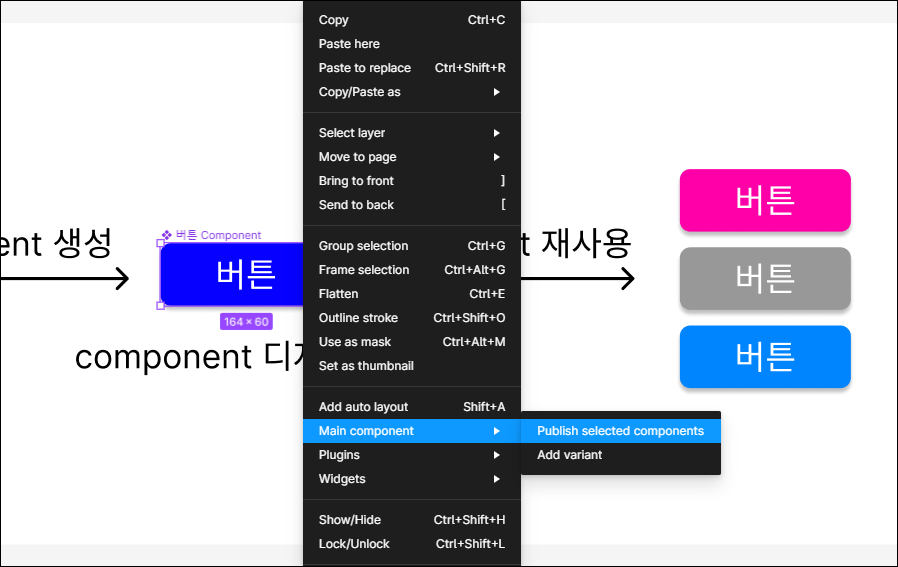 Copy Ctrl+C
Paste here
Paste to replace Ctrl+Shift+R
Copy/Paste as
Select layer
Move to page
Bring to front ]
Send to back [
Group selection Ctrl+G
Frame selection Ctrl+Alt+G
Flatten Ctrl+E
Outline stroke Ctrl+Shift+O
Use as mask Ctrl+Alt+M
Set as thumbnail
Add auto layout Shift+A
Main component
Plugins
Widgets
Show/Hide Ctrl+Shift+H
Lock/Unlock Ctrl+Shift+L
Publish selected components
Add variant
생성
버튼 Component
버튼
164 × 60
component
재사용
버튼
버튼
버튼